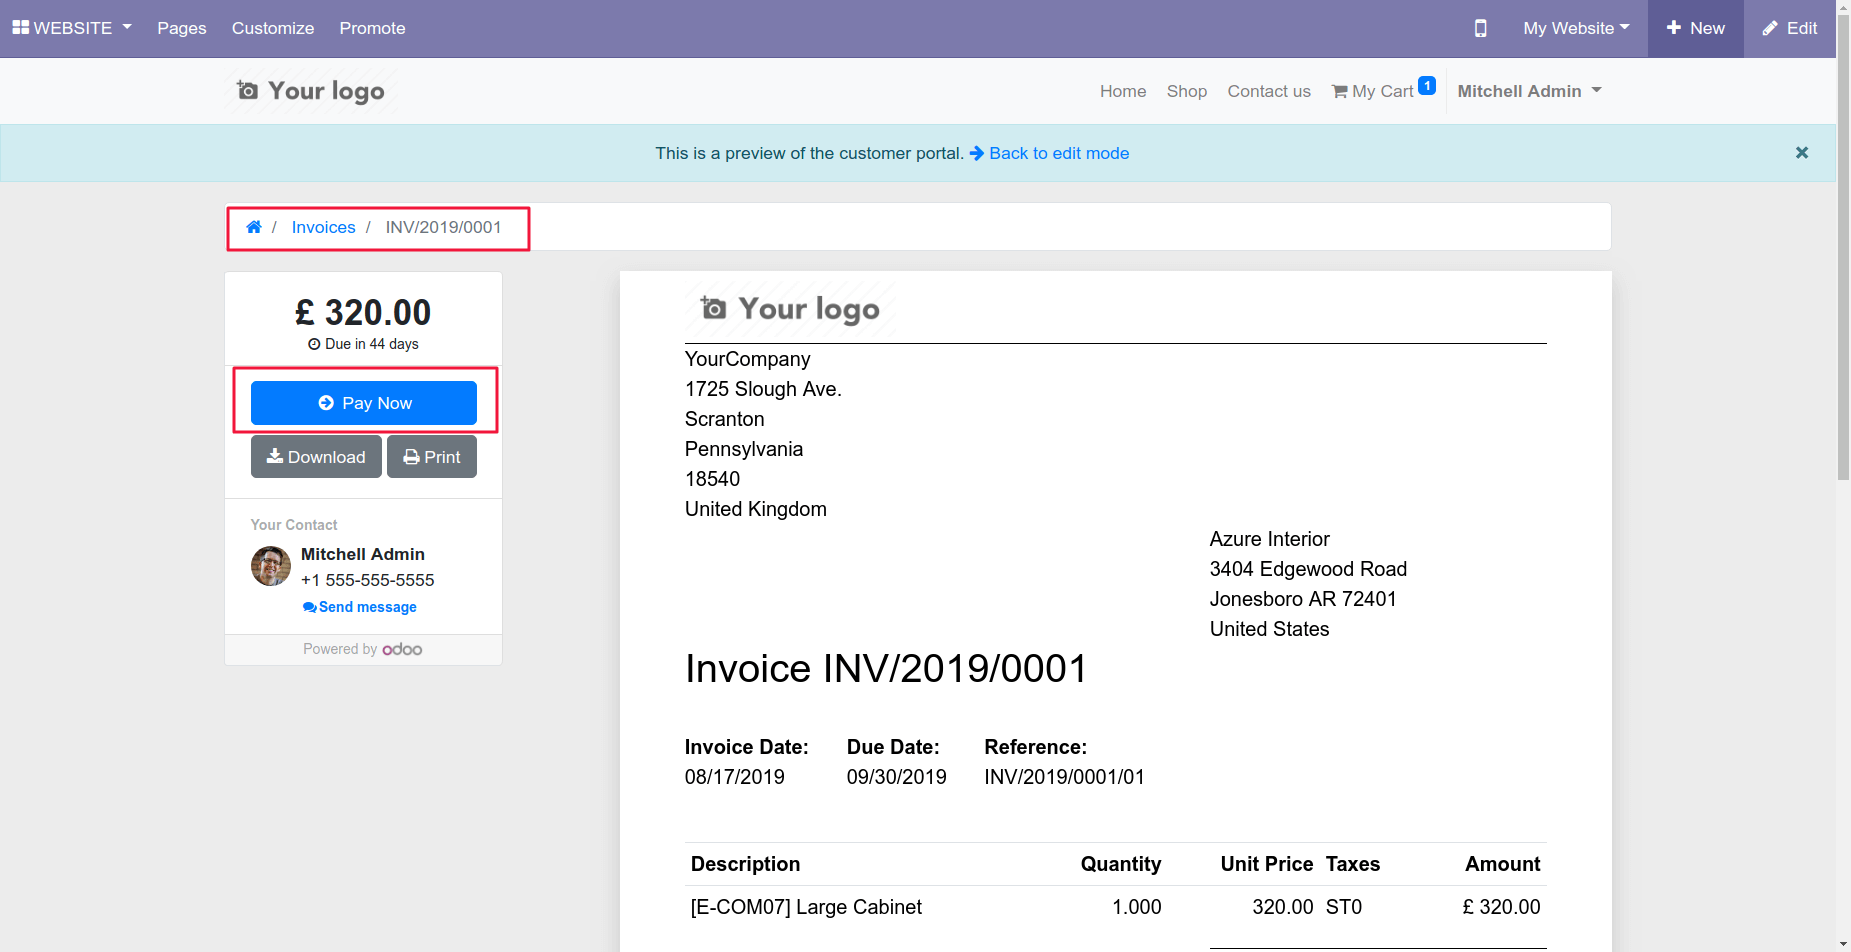 WEBSITE Pages Customize Promote My Website New Edit
Your logo Home Shop Contact us My Cart 1 Mitchell Admin
This is a preview of the customer portal. Back to edit mode
/ Invoices / INV/2019/0001
£ 320.00
Due in 44 days
Pay Now
Download Print
Your Contact
Mitchell Admin
+1 555-555-5555
Send message
Powered by odoo
Your logo
YourCompany
1725 Slough Ave.
Scranton
Pennsylvania
18540
United Kingdom
Azure Interior
3404 Edgewood Road
Jonesboro AR 72401
United States
Invoice INV/2019/0001
Invoice Date: Due Date: Reference:
08/17/2019 09/30/2019 INV/2019/0001/01
Description Quantity Unit Price Taxes Amount
[E-COM07] Large Cabinet 1.000 320.00 ST0 £ 320.00